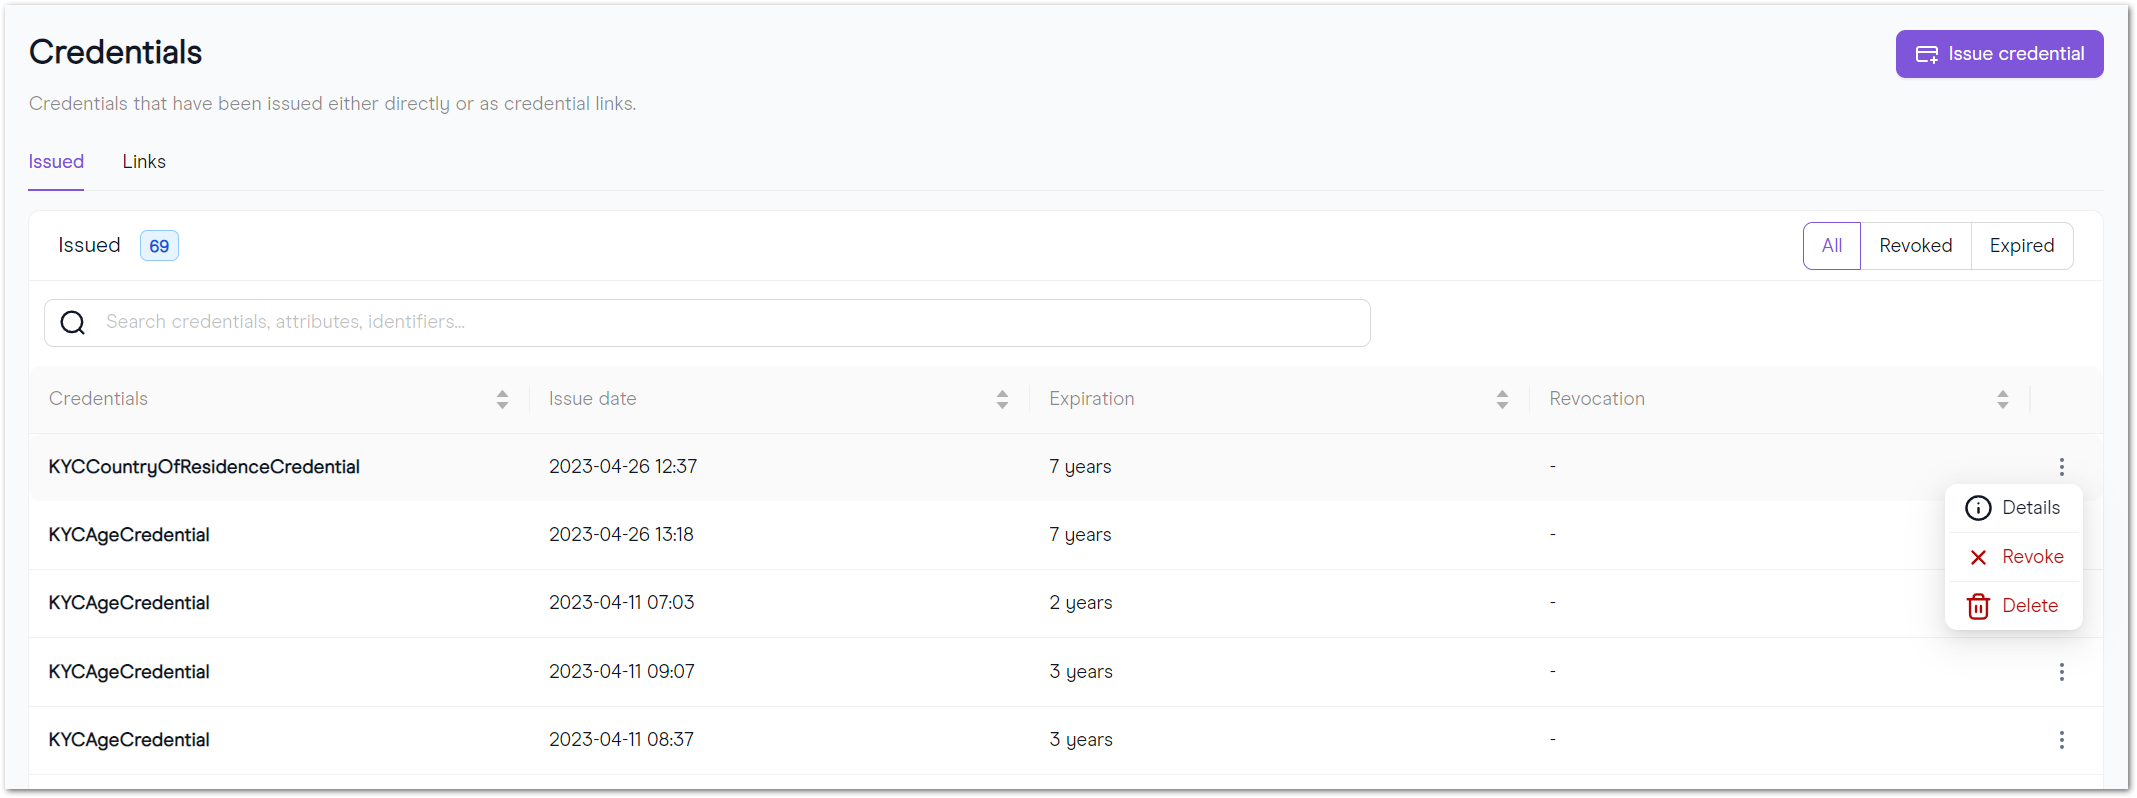 Credentials
Issue credential
Credentials that have been issued either directly or as credential links.
Issued Links
Issued 69 All Revoked Expired
Search credentials, attributes, identifiers...
Credentials Issue date Expiration Revocation
KYCCountryOfResidenceCredential 2023-04-26 12:37 7 years -
Details
KYCAgeCredential 2023-04-26 13:18 7 years -
Revoke
KYCAgeCredential 2023-04-11 07:03 2 years -
Delete
KYCAgeCredential 2023-04-11 09:07 3 years -
KYCAgeCredential 2023-04-11 08:37 3 years -